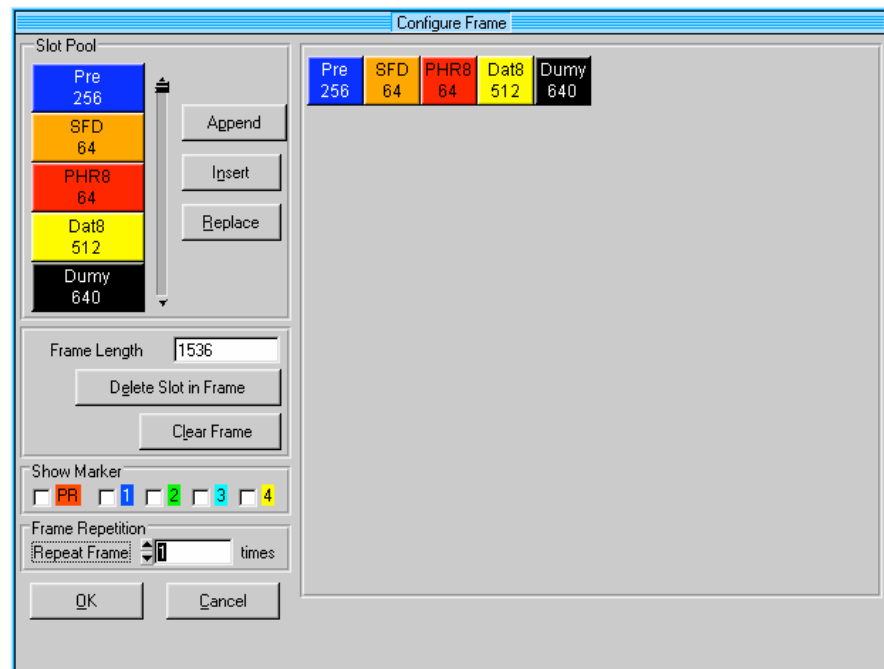 Configure Frame
Slot Pool
Pre
256
SFD
64
PHR8
64
Dat8
512
Dumy
640
Append
Insert
Replace
Frame Length 1536
Delete Slot in Frame
Clear Frame
Show Marker
PR 1 2 3 4
Frame Repetition
Repeat Frame 1 times
OK Cancel
Pre SFD PHR8 Dat8 Dumy
256 64 64 512 640